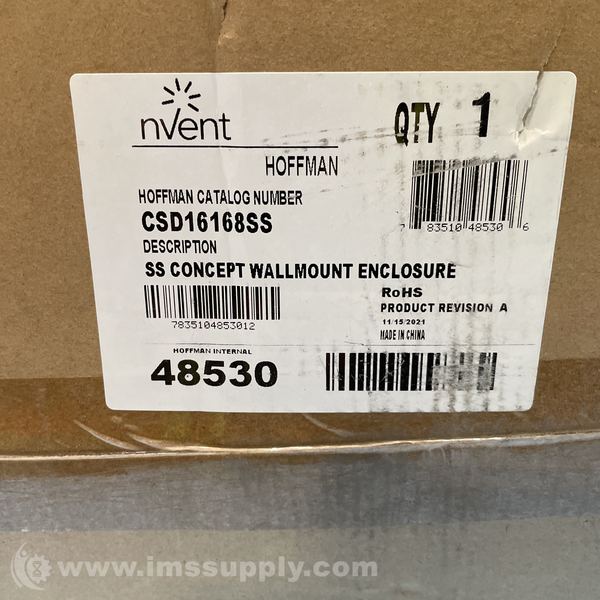 nVent
QTY 1
HOFFMAN
HOFFMAN CATALOG NUMBER
CSD16168SS
7 83510 48530 6
DESCRIPTION
SS CONCEPT WALLMOUNT ENCLOSURE
7835104853012
RoHS
PRODUCT REVISION A
11/15/2021
MADE IN CHINA
HOFFMAN INTERNAL
48530
www.imssupply.com